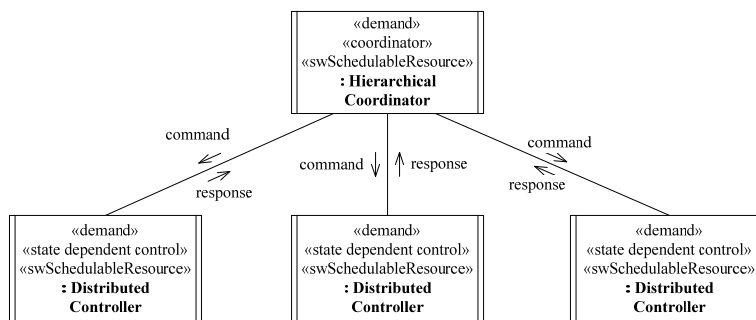 «demand»
«coordinator»
«swSchedulableResource»
: Hierarchical
Coordinator
command
response
command
response
command
response
«demand»
«state dependent control»
«swSchedulableResource»
: Distributed
Controller
«demand»
«state dependent control»
«swSchedulableResource»
: Distributed
Controller
«demand»
«state dependent control»
«swSchedulableResource»
: Distributed
Controller